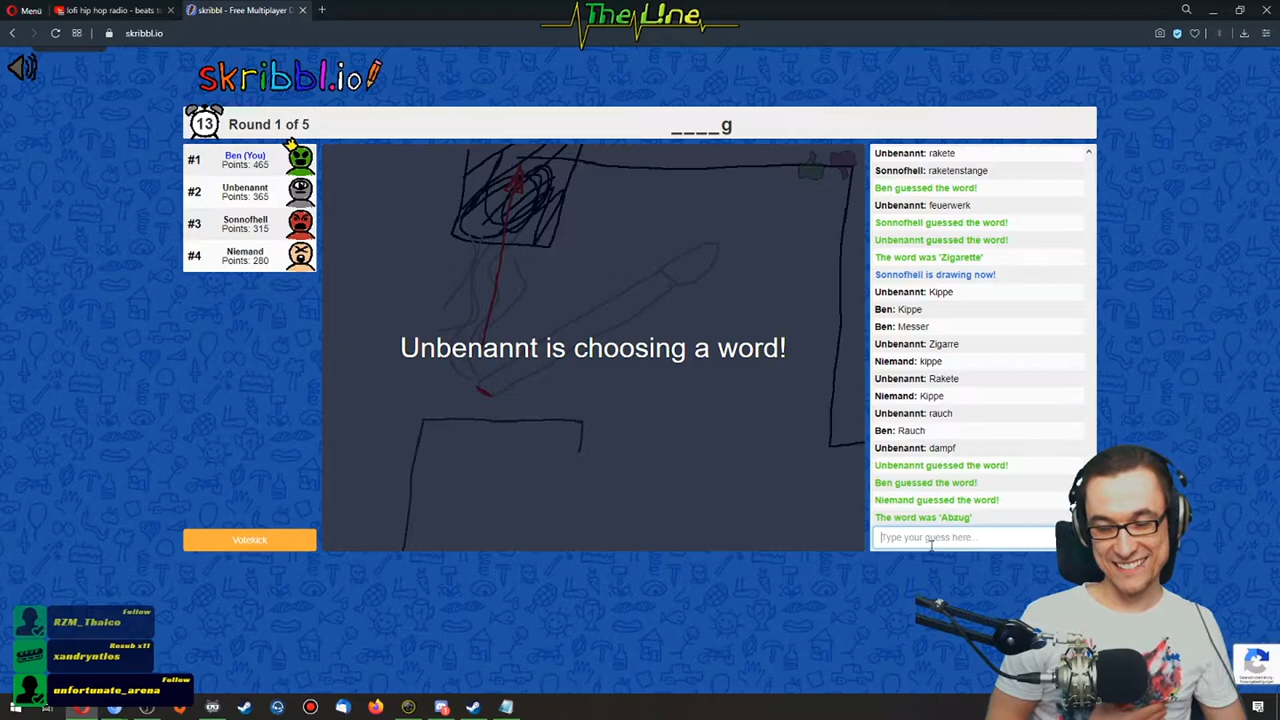 Menü
lofi hip hop radio - beats to
skribbl - Free Multiplayer D
The Line
skribbl.io
skribbl.io
13
Round 1 of 5
____g
#1
Ben (You)
Points: 465
#2
Unbenannt
Points: 365
#3
Sonnofhell
Points: 315
#4
Niemand
Points: 280
Votekick
Unbenannt is choosing a word!
Unbenannt: rakete
Sonnofhell: raketenstange
Ben guessed the word!
Unbenannt: feuerwerk
Sonnofhell guessed the word!
Unbenannt guessed the word!
The word was 'Zigarette'
Sonnofhell is drawing now!
Unbenannt: Kippe
Ben: Kippe
Ben: Messer
Unbenannt: Zigarre
Niemand: kippe
Unbenannt: Rakete
Niemand: Kippe
Unbenannt: rauch
Ben: Rauch
Unbenannt: dampf
Unbenannt guessed the word!
Ben guessed the word!
Niemand guessed the word!
The word was 'Abzug'
Type your guess here...
Follow
RZM_Thaico
Resub x11
xandryntios
Follow
unfortunate_arena